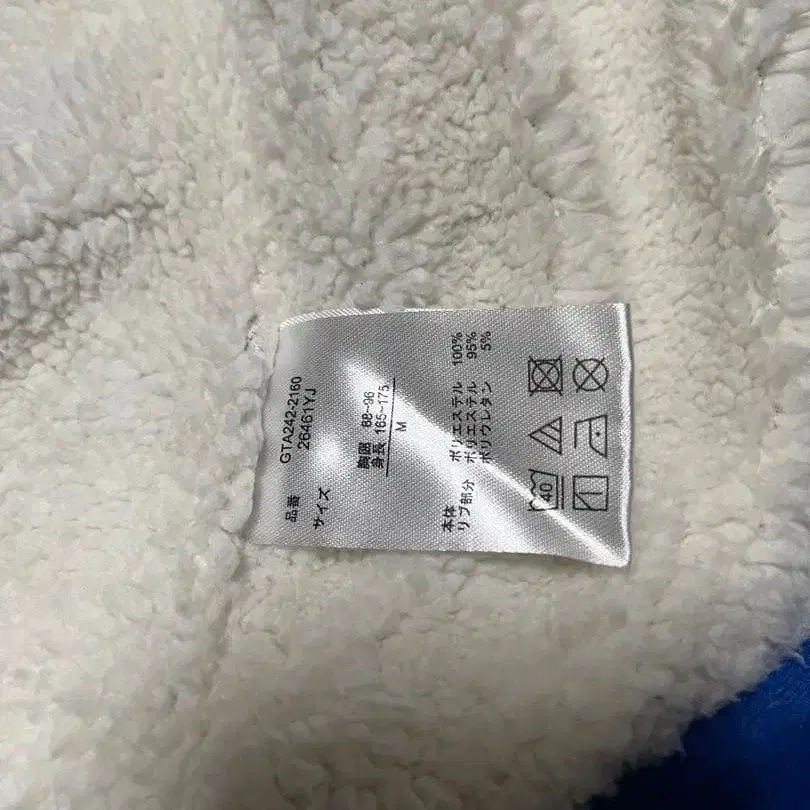 品番 GTA242-2160
26461YJ
サイズ
胸囲 88~96
身長 165~175
M
本体 ポリエステル 100%
リブ部分 ポリエステル 95%
ポリウレタン 5%
40